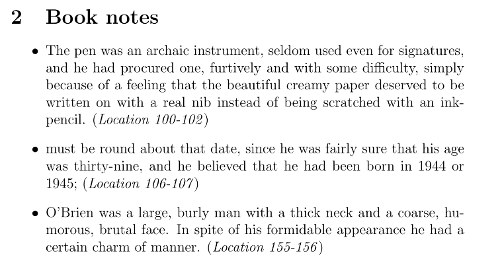 2 Book notes
• The pen was an archaic instrument, seldom used even for signatures,
and he had procured one, furtively and with some difficulty, simply
because of a feeling that the beautiful creamy paper deserved to be
written on with a real nib instead of being scratched with an ink-
pencil. (Location 100-102)
• must be round about that date, since he was fairly sure that his age
was thirty-nine, and he believed that he had been born in 1944 or
1945; (Location 106-107)
• O'Brien was a large, burly man with a thick neck and a coarse, hu-
morous, brutal face. In spite of his formidable appearance he had a
certain charm of manner. (Location 155-156)